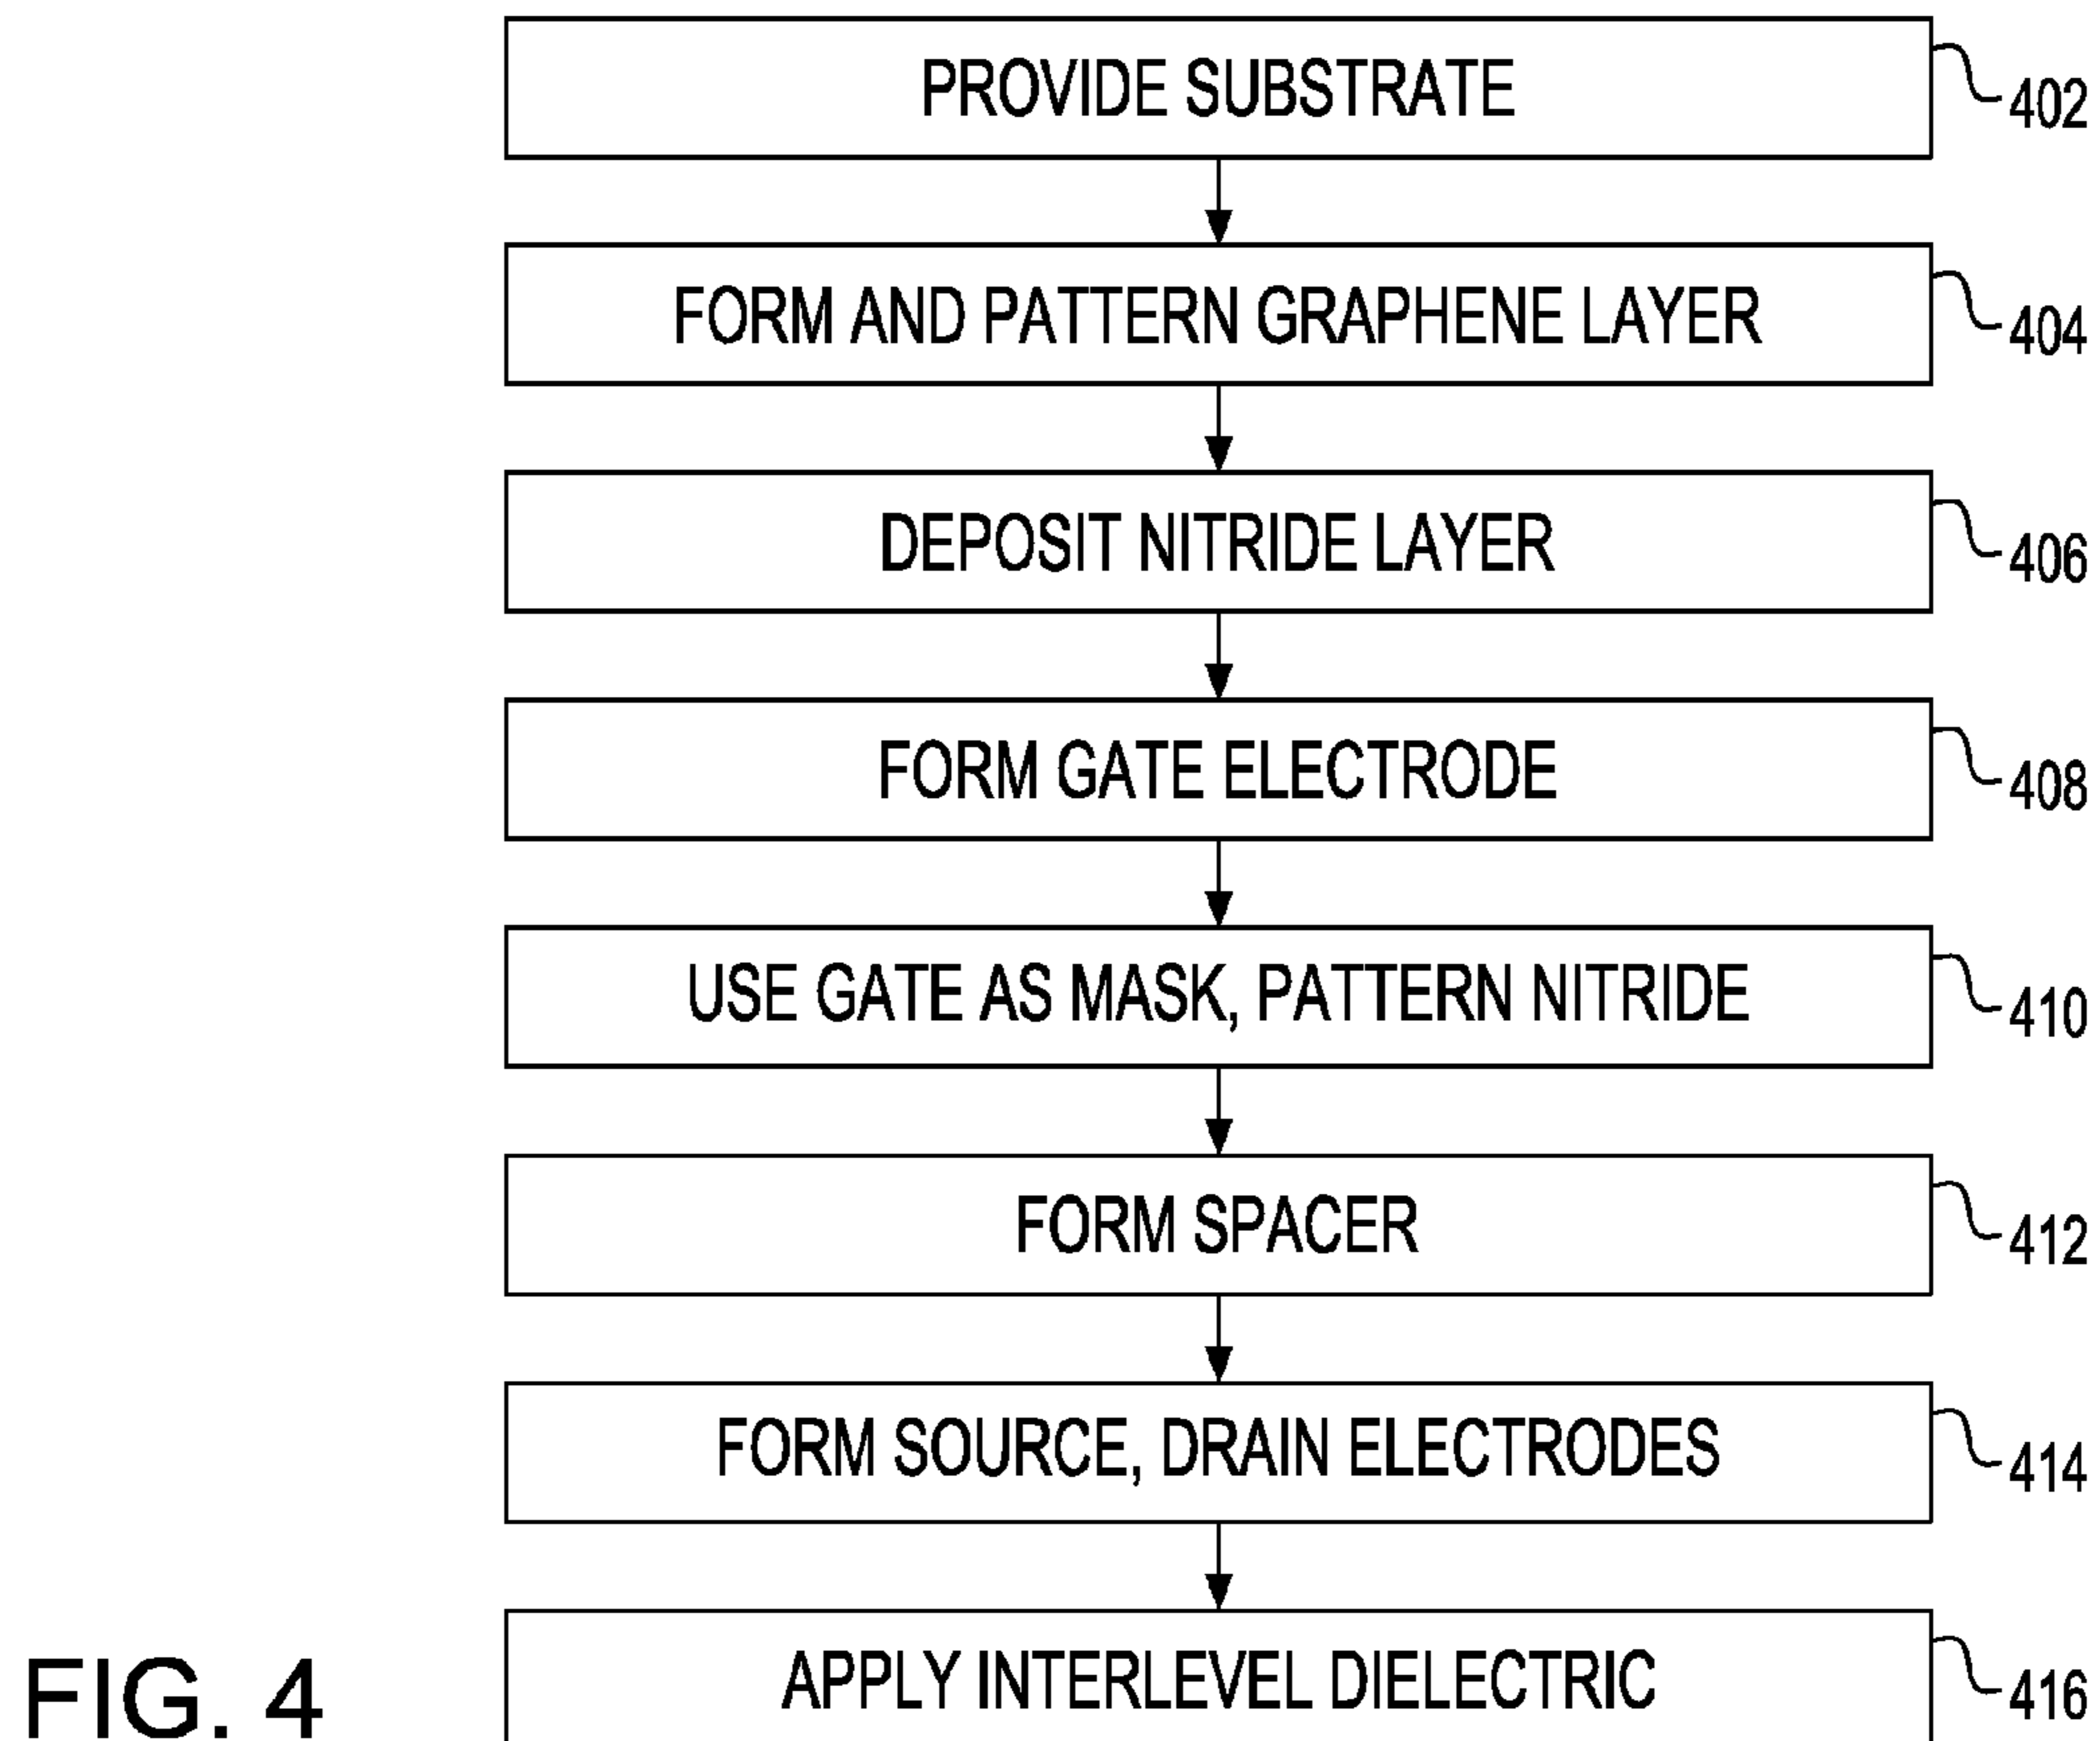 PROVIDE SUBSTRATE
402
FORM AND PATTERN GRAPHENE LAYER
404
DEPOSIT NITRIDE LAYER
406
FORM GATE ELECTRODE
408
USE GATE AS MASK, PATTERN NITRIDE
410
FORM SPACER
412
FORM SOURCE, DRAIN ELECTRODES
414
APPLY INTERLEVEL DIELECTRIC
416
FIG. 4